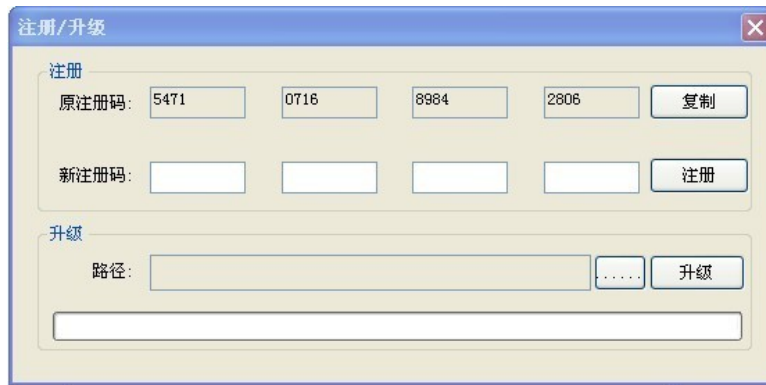 注册/升级
注册
原注册码: 5471 0716 8984 2806 复制
新注册码: 注册
升级
路径: ...... 升级